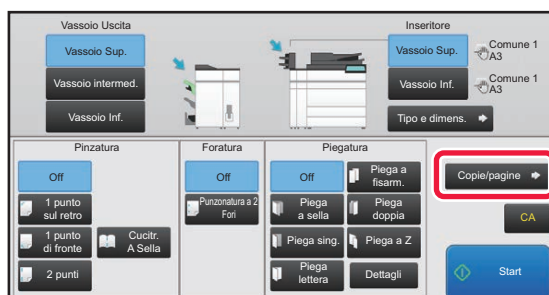 Vassoio Uscita
Inseritore
Vassoio Sup.
Vassoio intermed.
Vassoio Inf.
Vassoio Sup.
Comune 1
A3
Vassoio Inf.
Comune 1
A3
Tipo e dimens.
Pinzatura
Off
1 punto
sul retro
1 punto
di fronte
Cucitr.
A Sella
2 punti
Foratura
Off
Punzonatura a 2
Fori
Piegatura
Off
Piega a
fisarm.
Piega
a sella
Piega
doppia
Piega sing.
Piega a Z
Piega
lettera
Dettagli
Copie/pagine
CA
Start